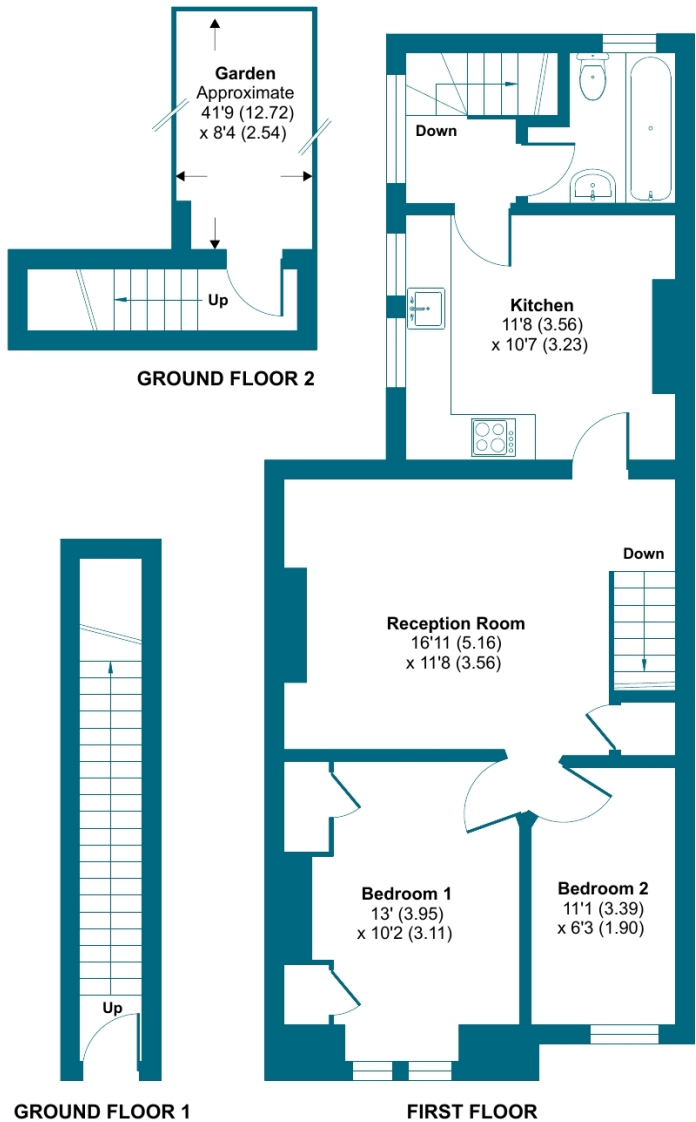 Garden
Approximate
41'9 (12.72)
x 8'4 (2.54)
Up
GROUND FLOOR 2
Down
Kitchen
11'8 (3.56)
x 10'7 (3.23)
Down
Reception Room
16'11 (5.16)
x 11'8 (3.56)
Bedroom 1
13' (3.95)
x 10'2 (3.11)
Bedroom 2
11'1 (3.39)
x 6'3 (1.90)
Up
GROUND FLOOR 1
FIRST FLOOR